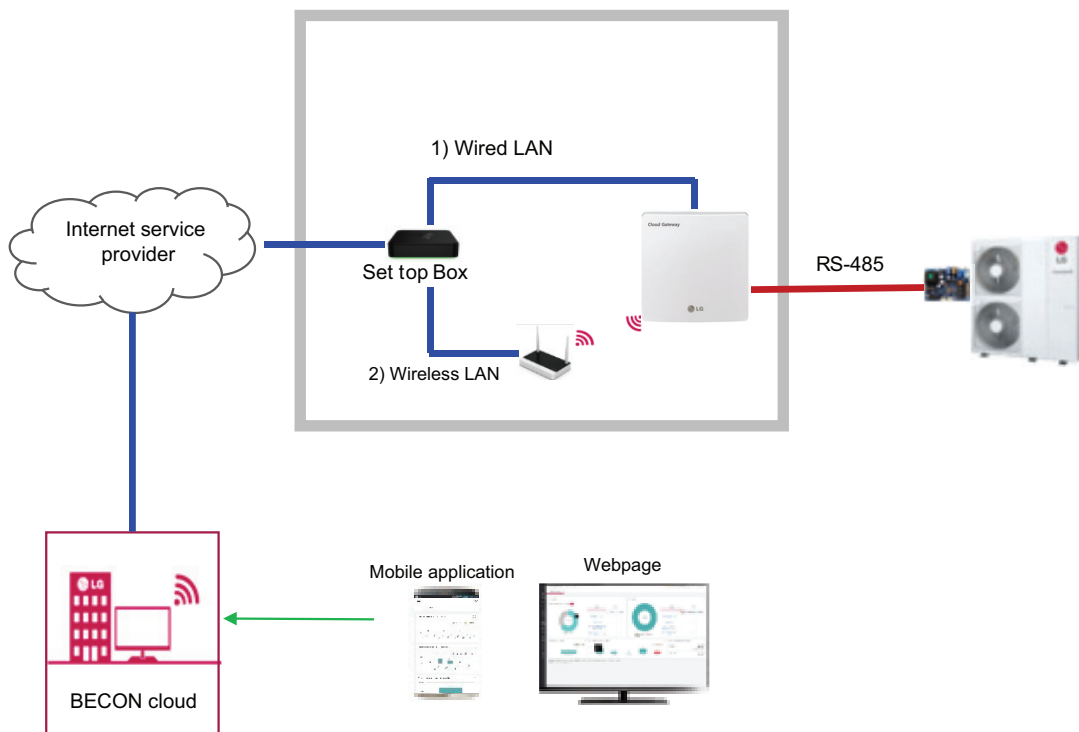 1) Wired LAN
Internet service
provider
Cloud Gateway
Set top Box
RS-485
LG
LG
2) Wireless LAN
Mobile application
Webpage
LG
BECON cloud